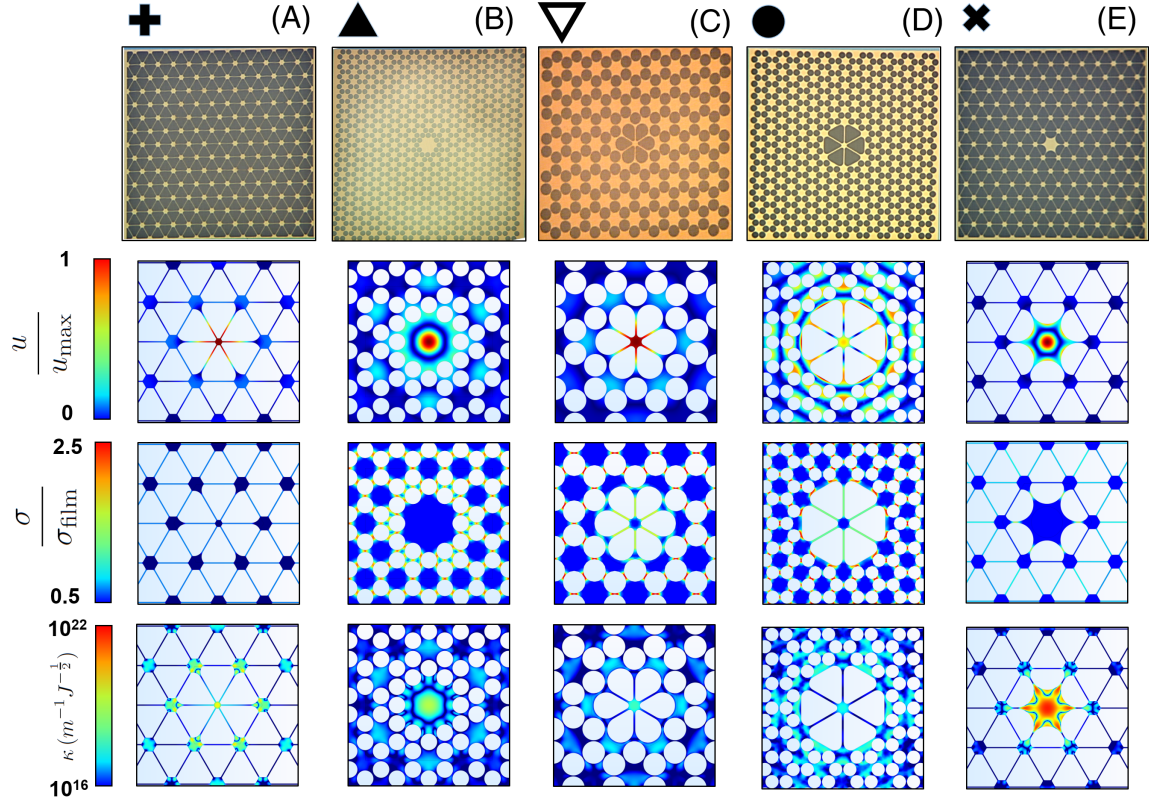 (A) (B) (C) (D) (E)
1
u
u_max
0
2.5
σ
σ_film
0.5
10^22
κ (m^{-1} J^{-1/2})
10^16